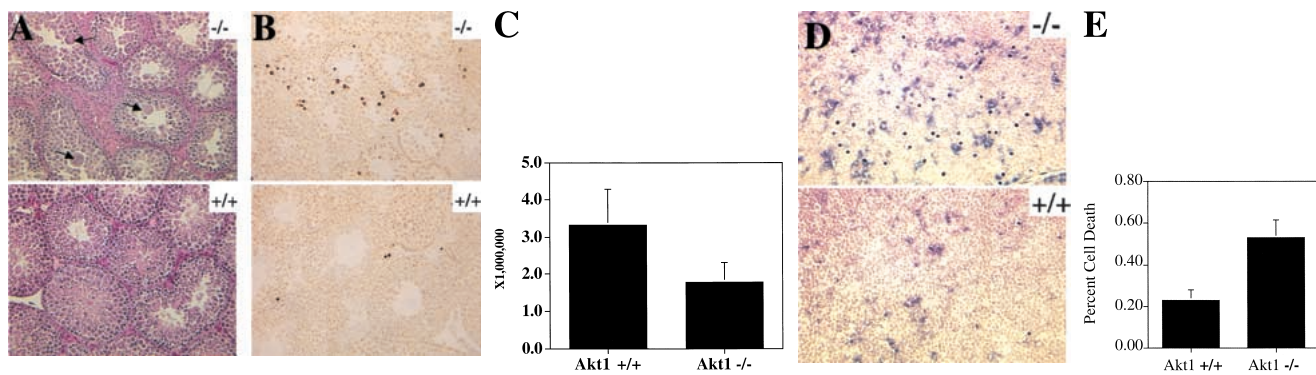 A
-/-
+/+
B
-/-
+/+
C
X1,000,000
5.0
4.0
3.0
2.0
1.0
0.0
Akt1 +/+
Akt1 -/-
D
-/-
+/+
E
Percent Cell Death
0.80
0.60
0.40
0.20
0.00
Akt1 +/+
Akt1 -/-